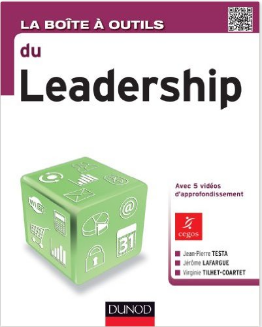 LA BOÎTE À OUTILS
du
Leadership
Avec 5 vidéos
d'approfondissement
31
cegos
Jean-Pierre TESTA
Jérôme LAFARGUE
Virginie TILHET-COARTET
DUNOD